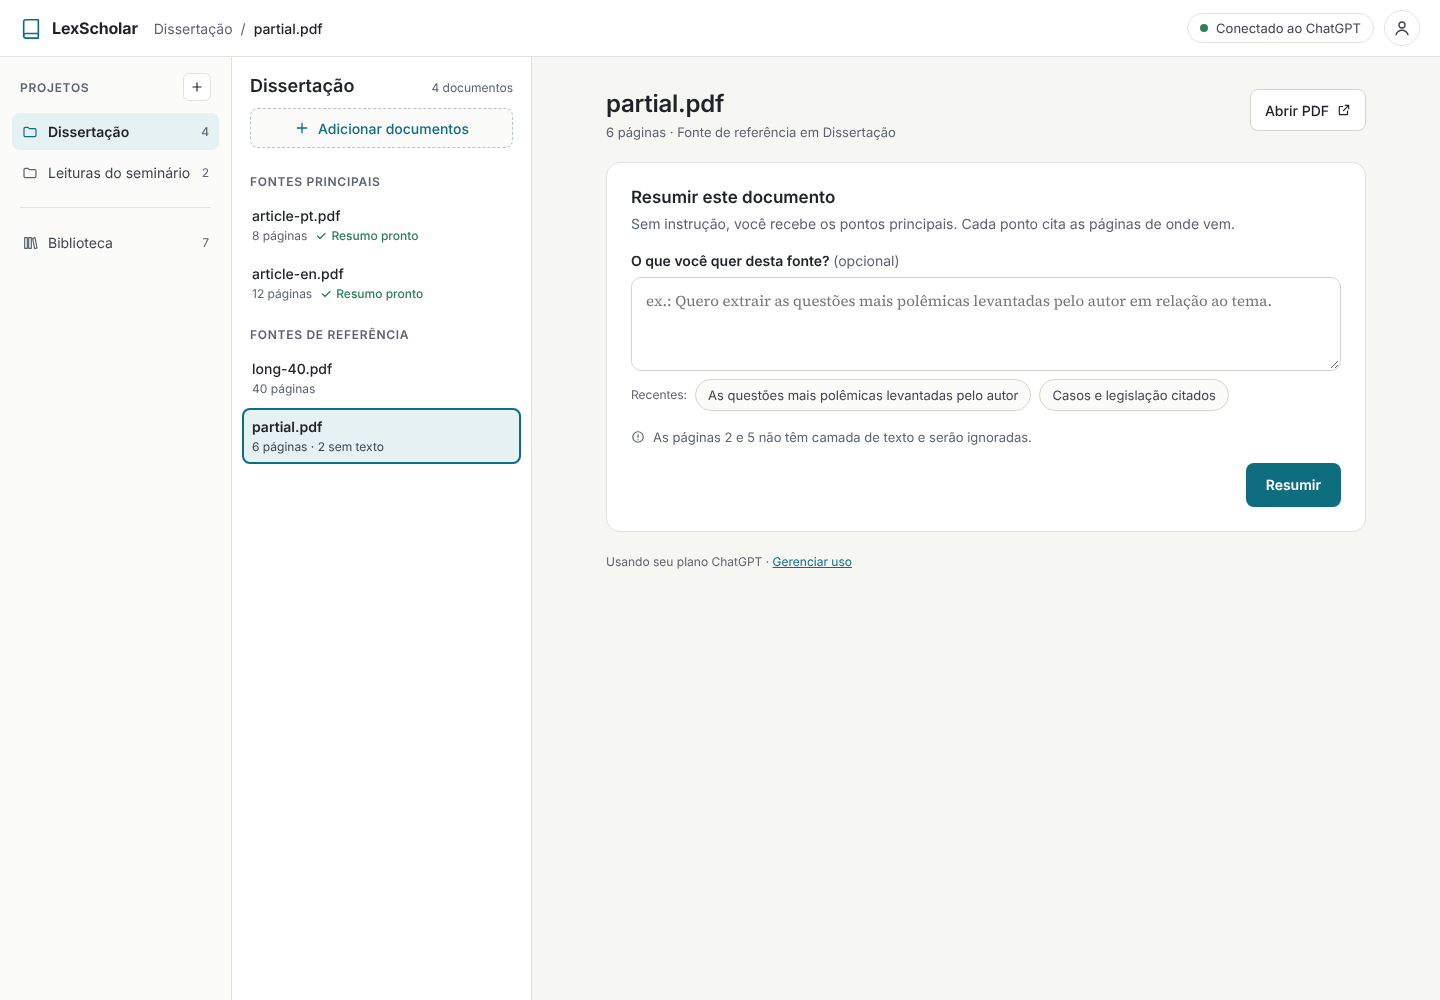 LexScholar
Dissertação / partial.pdf
Conectado ao ChatGPT
PROJETOS
Dissertação 4
Leituras do seminário 2
Biblioteca 7
Dissertação 4 documentos
Adicionar documentos
FONTES PRINCIPAIS
article-pt.pdf
8 páginas Resumo pronto
article-en.pdf
12 páginas Resumo pronto
FONTES DE REFERÊNCIA
long-40.pdf
40 páginas
partial.pdf
6 páginas · 2 sem texto
partial.pdf
6 páginas · Fonte de referência em Dissertação
Abrir PDF
Resumir este documento
Sem instrução, você recebe os pontos principais. Cada ponto cita as páginas de onde vem.
O que você quer desta fonte? (opcional)
ex.: Quero extrair as questões mais polêmicas levantadas pelo autor em relação ao tema.
Recentes: As questões mais polêmicas levantadas pelo autor Casos e legislação citados
As páginas 2 e 5 não têm camada de texto e serão ignoradas.
Resumir
Usando seu plano ChatGPT · Gerenciar uso